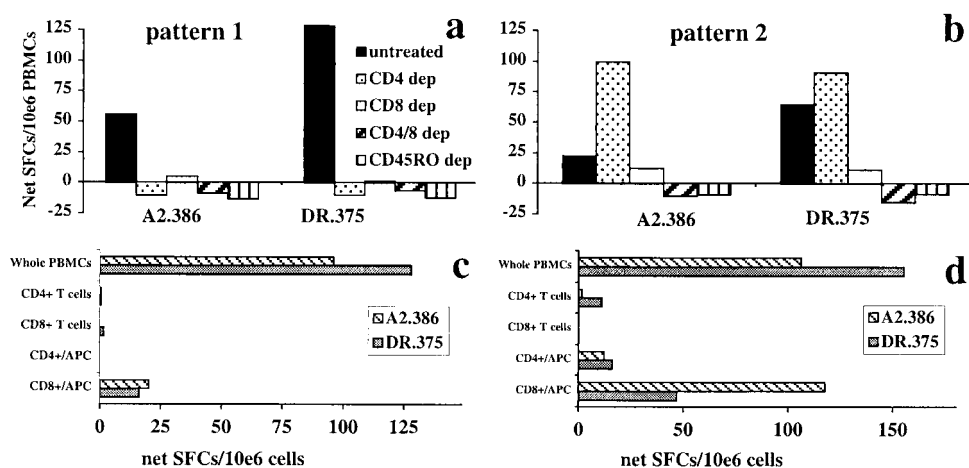 pattern 1
a
Net SFCs/10e6 PBMCs
125
100
75
50
25
0
-25
untreated
CD4 dep
CD8 dep
CD4/8 dep
CD45RO dep
A2.386
DR.375
pattern 2
b
125
100
75
50
25
0
-25
A2.386
DR.375
c
Whole PBMCs
CD4+ T cells
CD8+ T cells
CD4+/APC
CD8+/APC
A2.386
DR.375
0
25
50
75
100
125
net SFCs/10e6 cells
d
Whole PBMCs
CD4+ T cells
CD8+ T cells
CD4+/APC
CD8+/APC
A2.386
DR.375
0
50
100
150
net SFCs/10e6 cells